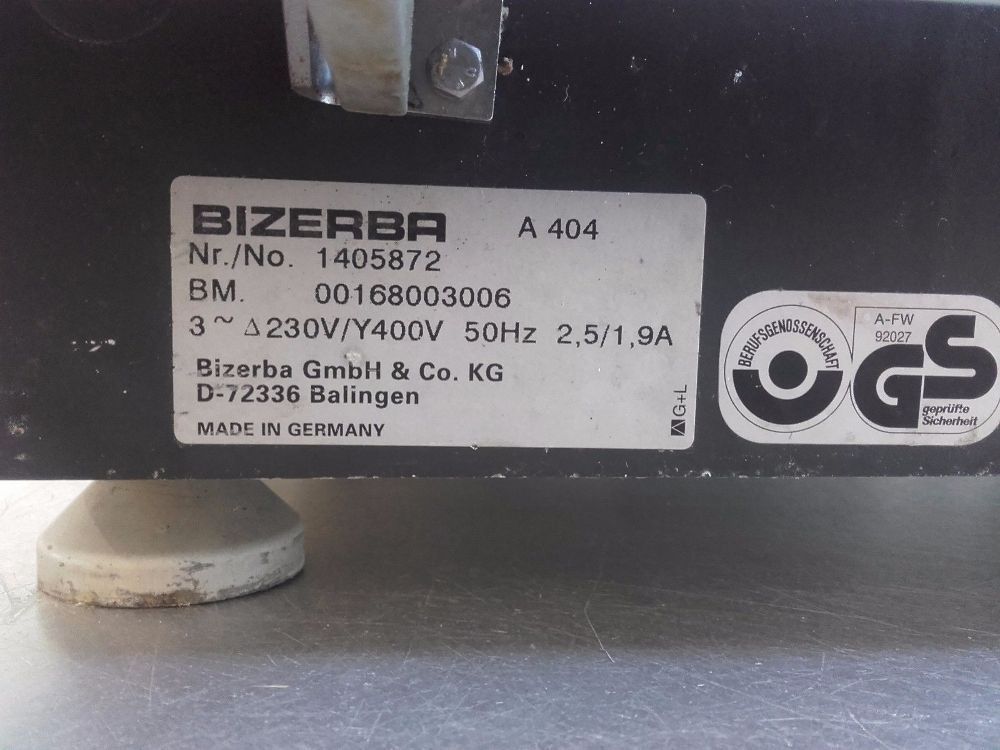 BIZERBA A 404
Nr./No. 1405872
BM. 00168003006
3 ~ Δ230V/Y400V 50Hz 2,5/1,9A
Bizerba GmbH & Co. KG
D-72336 Balingen
MADE IN GERMANY
G+L
BERUFSGENOSSENSCHAFT
A-FW
92027
GS
geprüfte
Sicherheit